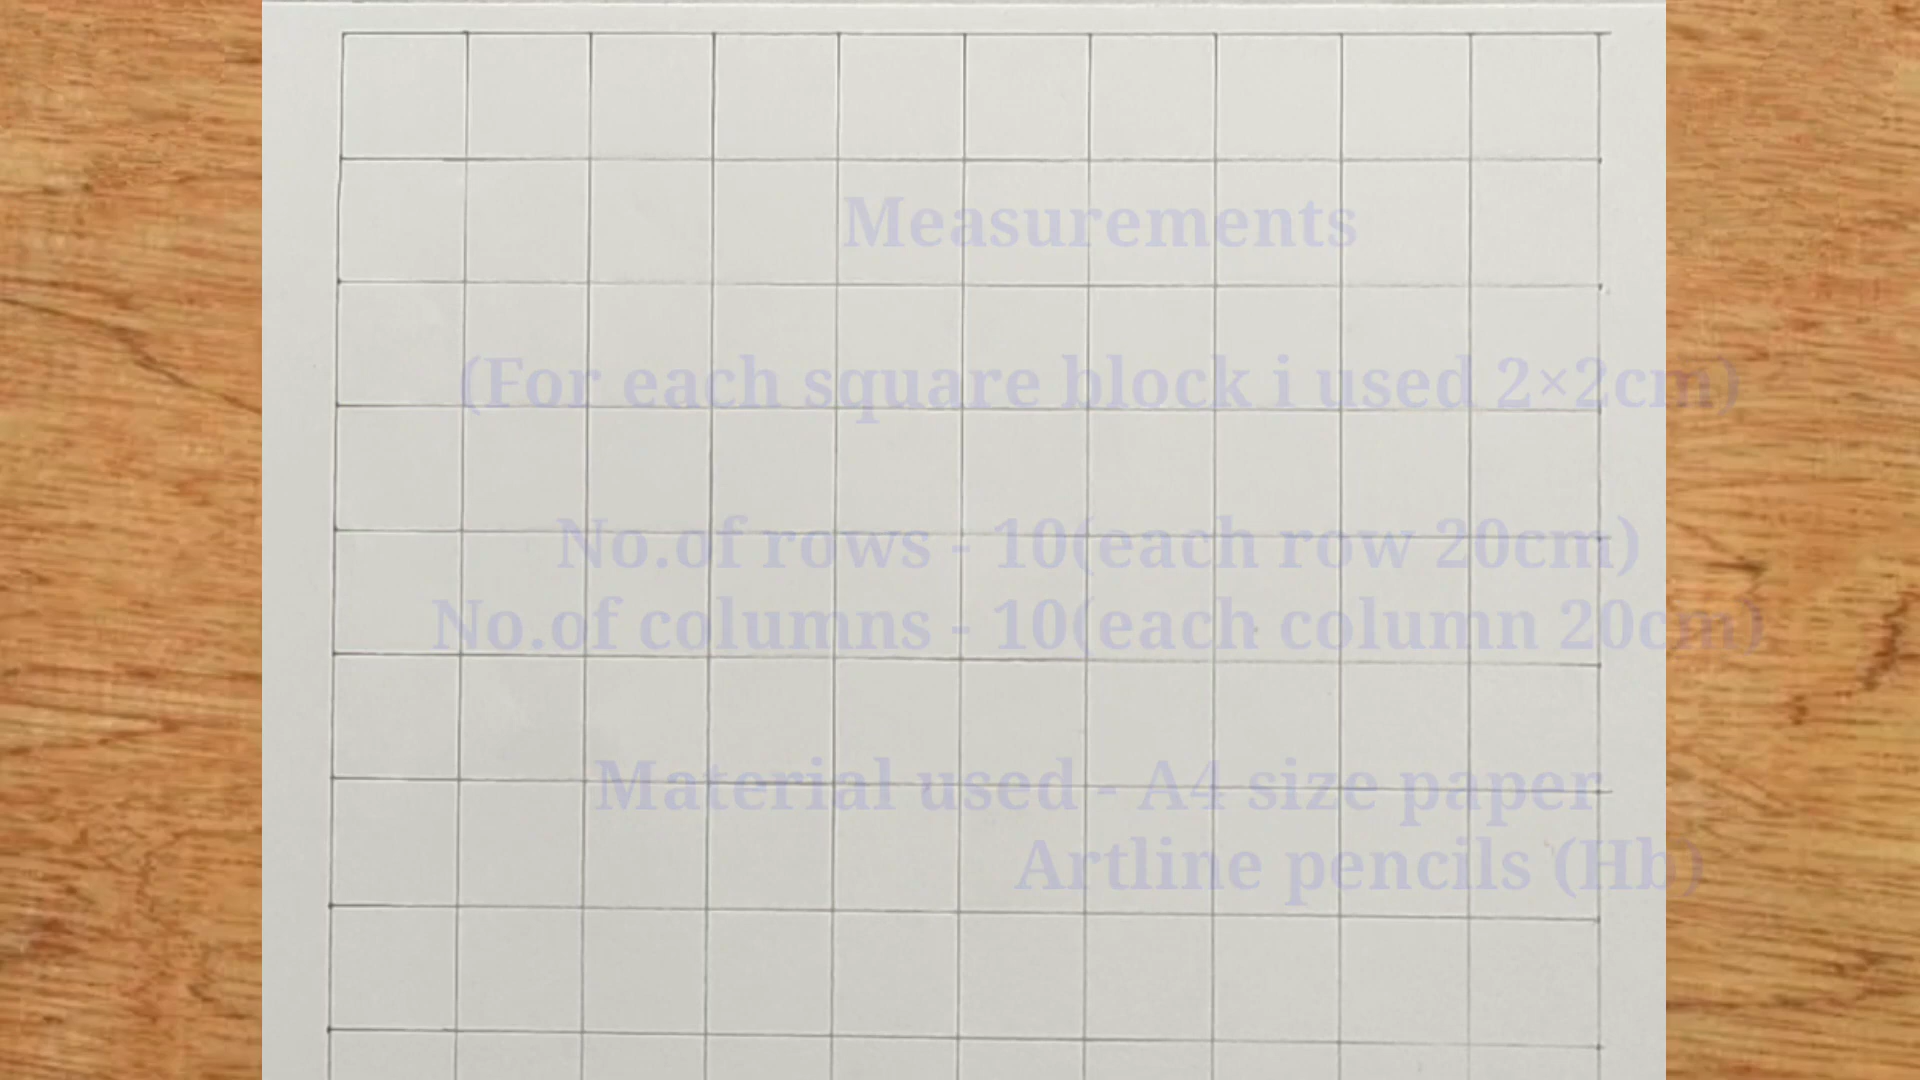 Measurements
(For each square block i used 2×2cm)
No.of rows - 10(each row 20cm)
No.of columns - 10(each column 20cm)
Material used - A4 size paper
Artline pencils (Hb)